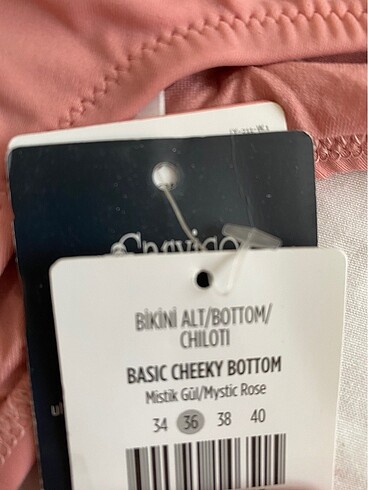 BİKİNİ ALT/BOTTOM/
CHILOTI
BASIC CHEEKY BOTTOM
Mistik Gül/Mystic Rose
34 36 38 40